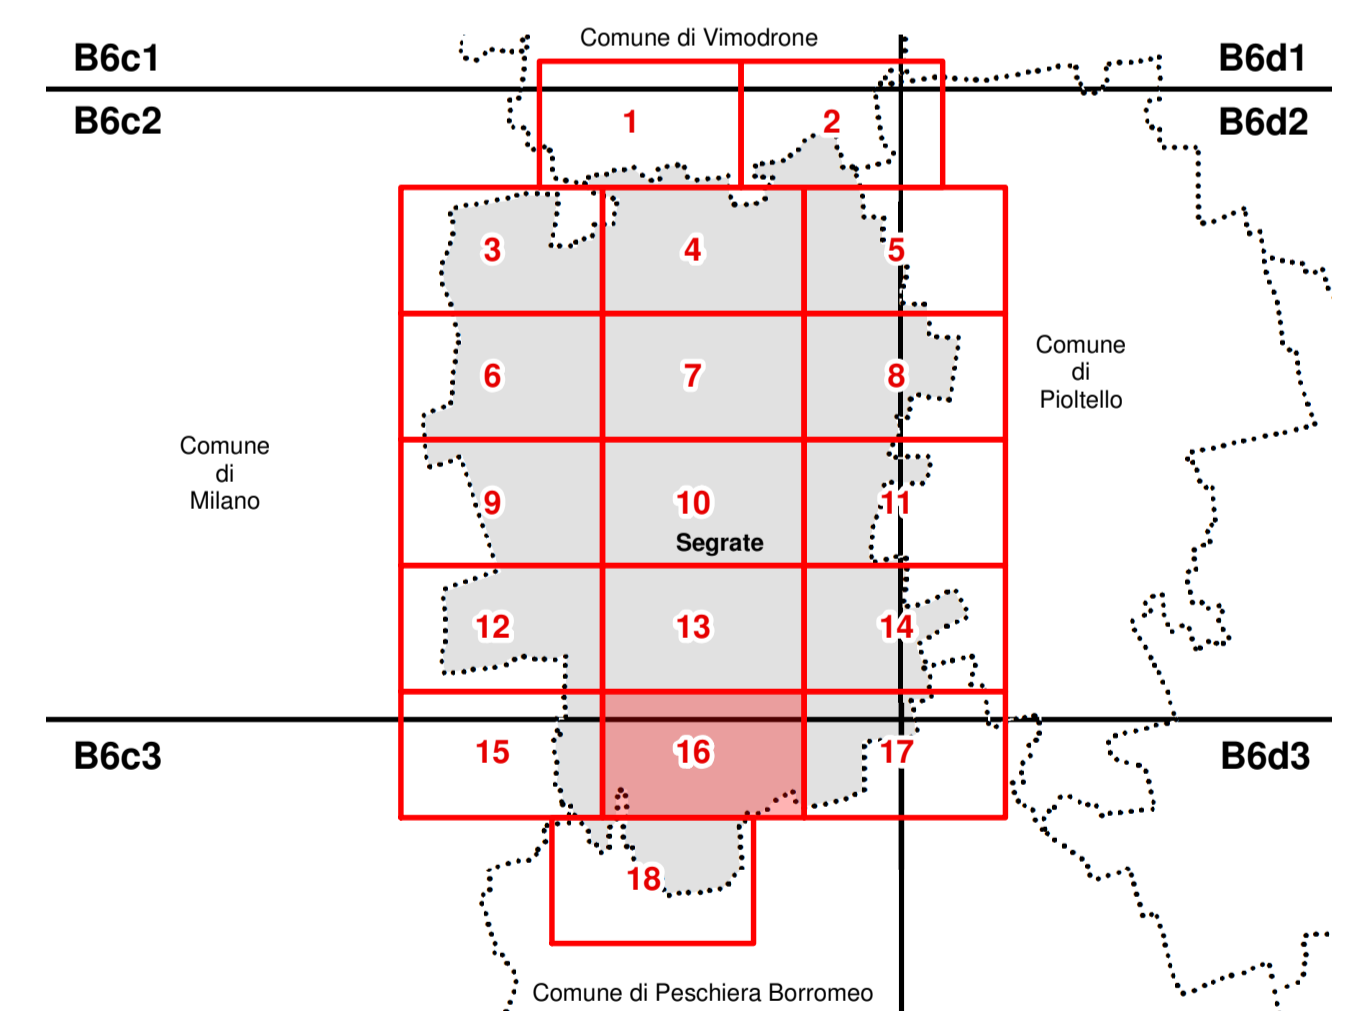 Comune di Vimodrone
B6c1
B6d1
B6c2
B6d2
1
2
3
4
5
6
7
8
Comune
di
Pioltello
Comune
di
Milano
9
10
11
Segrate
12
13
14
B6c3
15
16
17
B6d3
18
Comune di Peschiera Borromeo